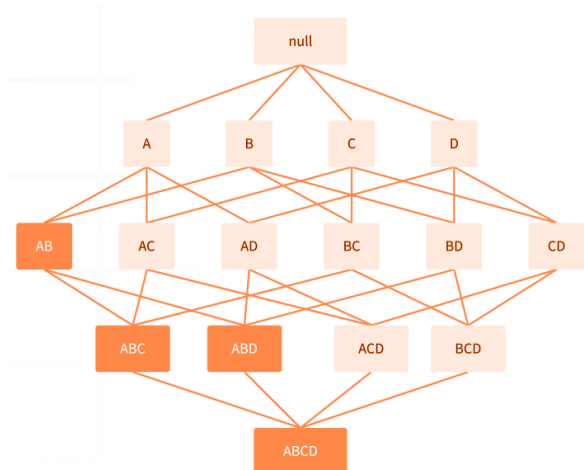 null
A B C D
AB AC AD BC BD CD
ABC ABD ACD BCD
ABCD